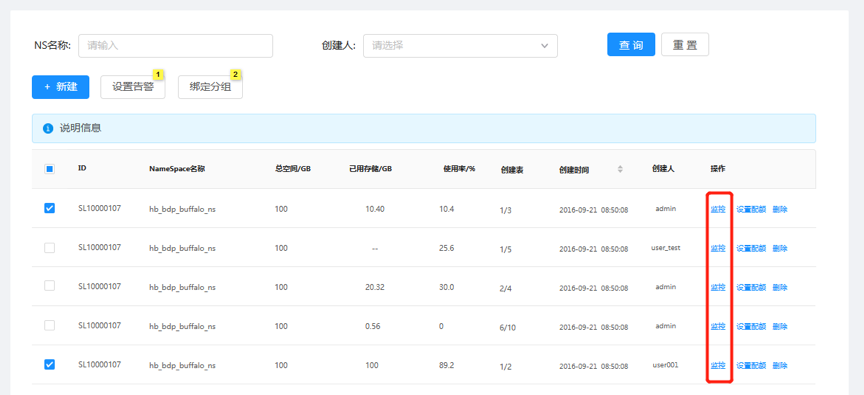 NS名称: 请输入 创建人: 请选择 查 询 重 置
1 2
+ 新建 设置告警 绑定分组
说明信息
ID NameSpace名称 总空间/GB 已用存储/GB 使用率/% 创建表 创建时间 创建人 操作
SL10000107 hb_bdp_buffalo_ns 100 10.40 10.4 1/3 2016-09-21 08:50:08 admin 监控 设置配额 删除
SL10000107 hb_bdp_buffalo_ns 100 -- 25.6 1/5 2016-09-21 08:50:08 user_test 监控 设置配额 删除
SL10000107 hb_bdp_buffalo_ns 100 20.32 30.0 2/4 2016-09-21 08:50:08 admin 监控 设置配额 删除
SL10000107 hb_bdp_buffalo_ns 100 0.56 0 6/10 2016-09-21 08:50:08 admin 监控 设置配额 删除
SL10000107 hb_bdp_buffalo_ns 100 100 89.2 1/2 2016-09-21 08:50:08 user001 监控 设置配额 删除